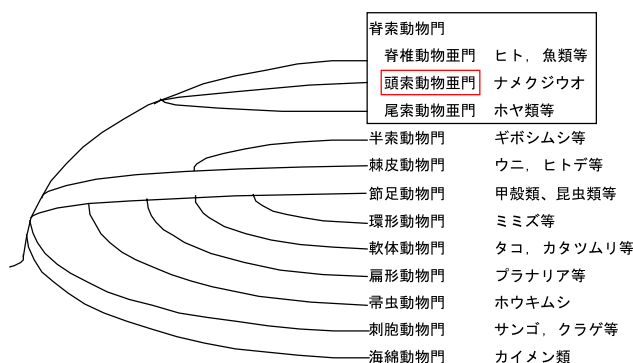 脊索動物門
脊椎動物亜門 ヒト，魚類等
頭索動物亜門 ナメクジウオ
尾索動物亜門 ホヤ類等
半索動物門 ギボシムシ等
棘皮動物門 ウニ，ヒトデ等
節足動物門 甲殻類、昆虫類等
環形動物門 ミミズ等
軟体動物門 タコ，カタツムリ等
扁形動物門 プラナリア等
帚虫動物門 ホウキムシ
刺胞動物門 サンゴ，クラゲ等
海綿動物門 カイメン類